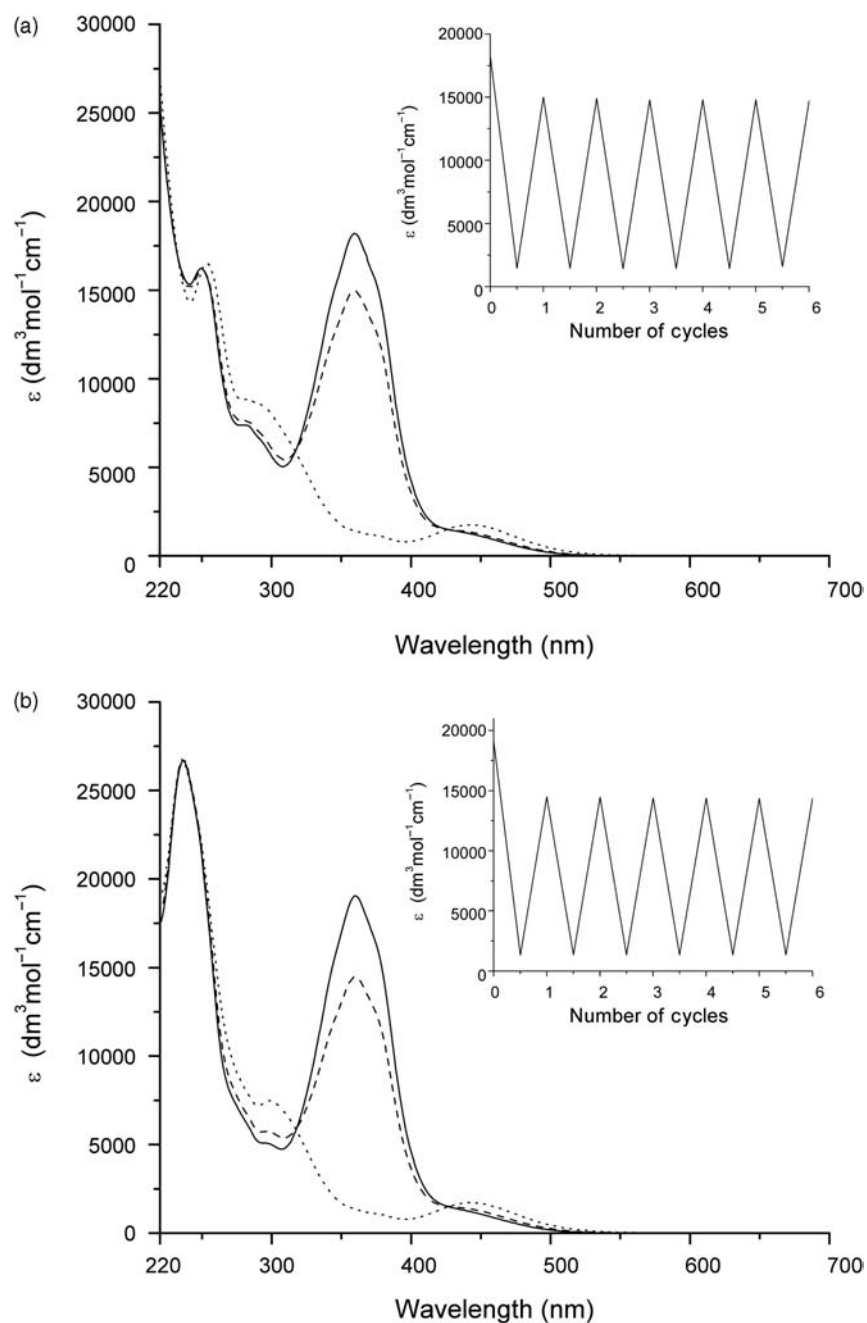 (a)
30000
25000
20000
15000
10000
5000
0
ε (dm³mol⁻¹cm⁻¹)
220 300 400 500 600 700
Wavelength (nm)
20000
15000
10000
5000
0
ε (dm³mol⁻¹cm⁻¹)
0 1 2 3 4 5 6
Number of cycles
(b)
30000
25000
20000
15000
10000
5000
0
ε (dm³mol⁻¹cm⁻¹)
220 300 400 500 600 700
Wavelength (nm)
20000
15000
10000
5000
0
ε (dm³mol⁻¹cm⁻¹)
0 1 2 3 4 5 6
Number of cycles